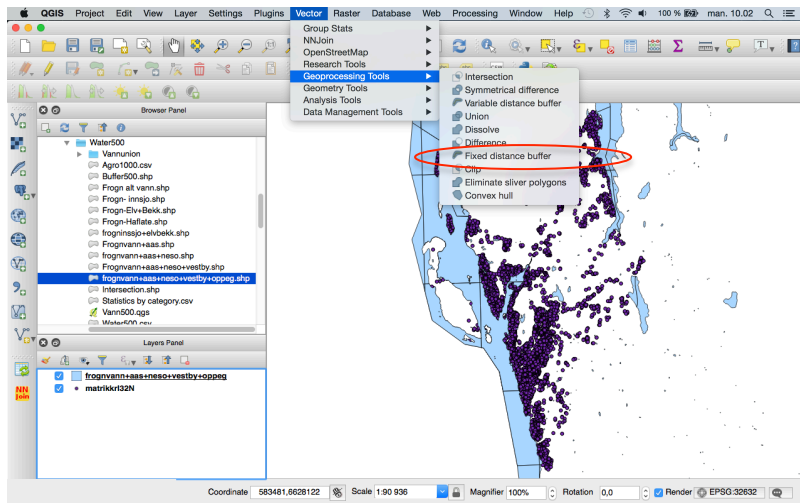 QGIS Project Edit View Layer Settings Plugins Vector Raster Database Web Processing Window Help 100 % man. 10.02
Group Stats
NNJoin
OpenStreetMap
Research Tools
Geoprocessing Tools
Geometry Tools
Analysis Tools
Data Management Tools
Intersection
Symmetrical difference
Variable distance buffer
Union
Dissolve
Difference
Fixed distance buffer
Clip
Eliminate sliver polygons
Convex hull
Browser Panel
Water500
Vannunion
Agro1000.csv
Buffer500.shp
Frogn alt vann.shp
Frogn- innsjo.shp
Frogn-Elv+Bekk.shp
Frogn-Haflate.shp
frogninssjo+elvbekk.shp
Frognvann+aas.shp
frognvann+aas+neso.shp
Frognvann+aas+neso+vestby.shp
frognvann+aas+neso+vestby+oppeg.shp
Intersection.shp
Statistics by category.csv
Vann500.qgs
Water500.csv
Layers Panel
frognvann+aas+neso+vestby+oppeg
matrikkrl32N
NN
Join
Coordinate 583481,6628122 Scale 1:90 936 Magnifier 100% Rotation 0,0 Render EPSG:32632